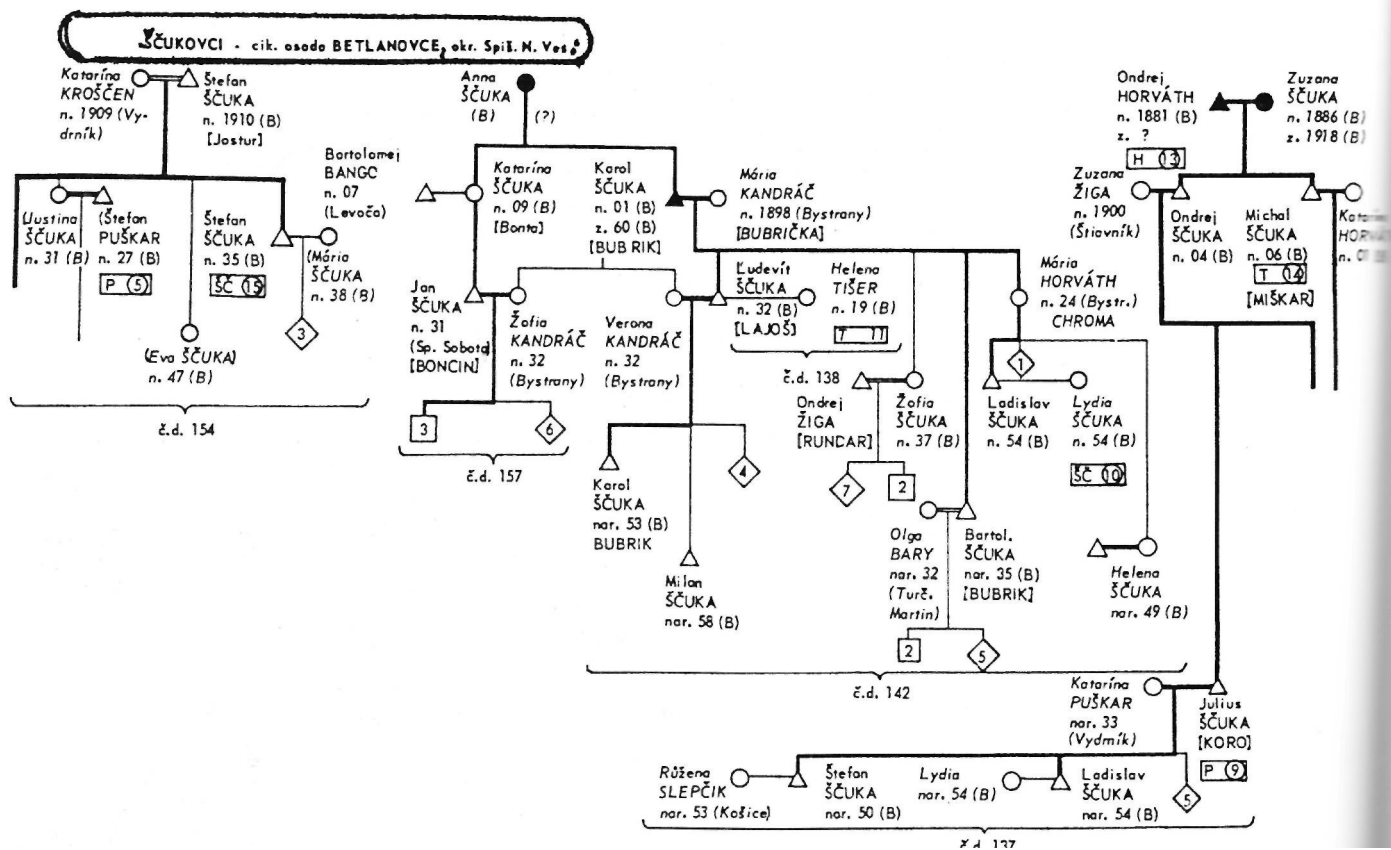 ŠČUKOVCI - cik. osada BETLANOVCE, okr. Spiš. N. Ves.
Katarína
KROŠČEN
n. 1909 (Vy-
drník)
Štefan
ŠČUKA
n. 1910 (B)
[Jostur]
Anna
ŠČUKA
(B)
(?)
Ondrej
HORVÁTH
n. 1881 (B)
z. ?
H 13
Zuzana
ŠČUKA
n. 1886 (B)
z. 1918 (B)
Bartolomej
BANGO
n. 07
(Levoča)
(Justina
ŠČUKA
n. 31 (B)
(Štefan
PUŠKAR
n. 27 (B)
P 5
Štefan
ŠČUKA
n. 35 (B)
ŠČ 15
(Mária
ŠČUKA
n. 38 (B)
3
(Eva ŠČUKA)
n. 47 (B)
č.d. 154
Katarína
ŠČUKA
n. 09 (B)
[Bonta]
Karol
ŠČUKA
n. 01 (B)
z. 60 (B)
[BUB RIK]
Mária
KANDRÁČ
n. 1898 (Bystrany)
[BUBRIČKA]
Jan
ŠČUKA
n. 31
(Sp. Sobota)
[BONCIN]
Žofia
KANDRÁČ
n. 32
(Bystrany)
3
6
č.d. 157
Verona
KANDRÁČ
n. 32
(Bystrany)
Ľudevít
ŠČUKA
n. 32 (B)
[LAJOŠ]
Helena
TIŠER
n. 19 (B)
T 11
č.d. 138
Mária
HORVÁTH
n. 24 (Bystr.)
CHROMA
1
Ondrej
ŽIGA
[RUNDAR]
Žofia
ŠČUKA
n. 37 (B)
7
2
Ladislav
ŠČUKA
n. 54 (B)
Lydia
ŠČUKA
n. 54 (B)
ŠČ 10
Karol
ŠČUKA
nar. 53 (B)
BUBRIK
4
Milan
ŠČUKA
nar. 58 (B)
Olga
BARY
nar. 32
(Turč.
Martin)
Bartol.
ŠČUKA
nar. 35 (B)
[BUBRIK]
2
5
Helena
ŠČUKA
nar. 49 (B)
č.d. 142
Zuzana
ŽIGA
n. 1900
(Štiavník)
Ondrej
ŠČUKA
n. 04 (B)
Michal
ŠČUKA
n. 06 (B)
T 14
[MIŠKAR]
Katarína
PUŠKAR
nar. 33
(Vydrník)
Julius
ŠČUKA
[KORO]
P 9
Růžena
SLEPČIK
nar. 53 (Košice)
Štefan
ŠČUKA
nar. 50 (B)
Lydia
nar. 54 (B)
Ladislav
ŠČUKA
nar. 54 (B)
5
č.d. 137